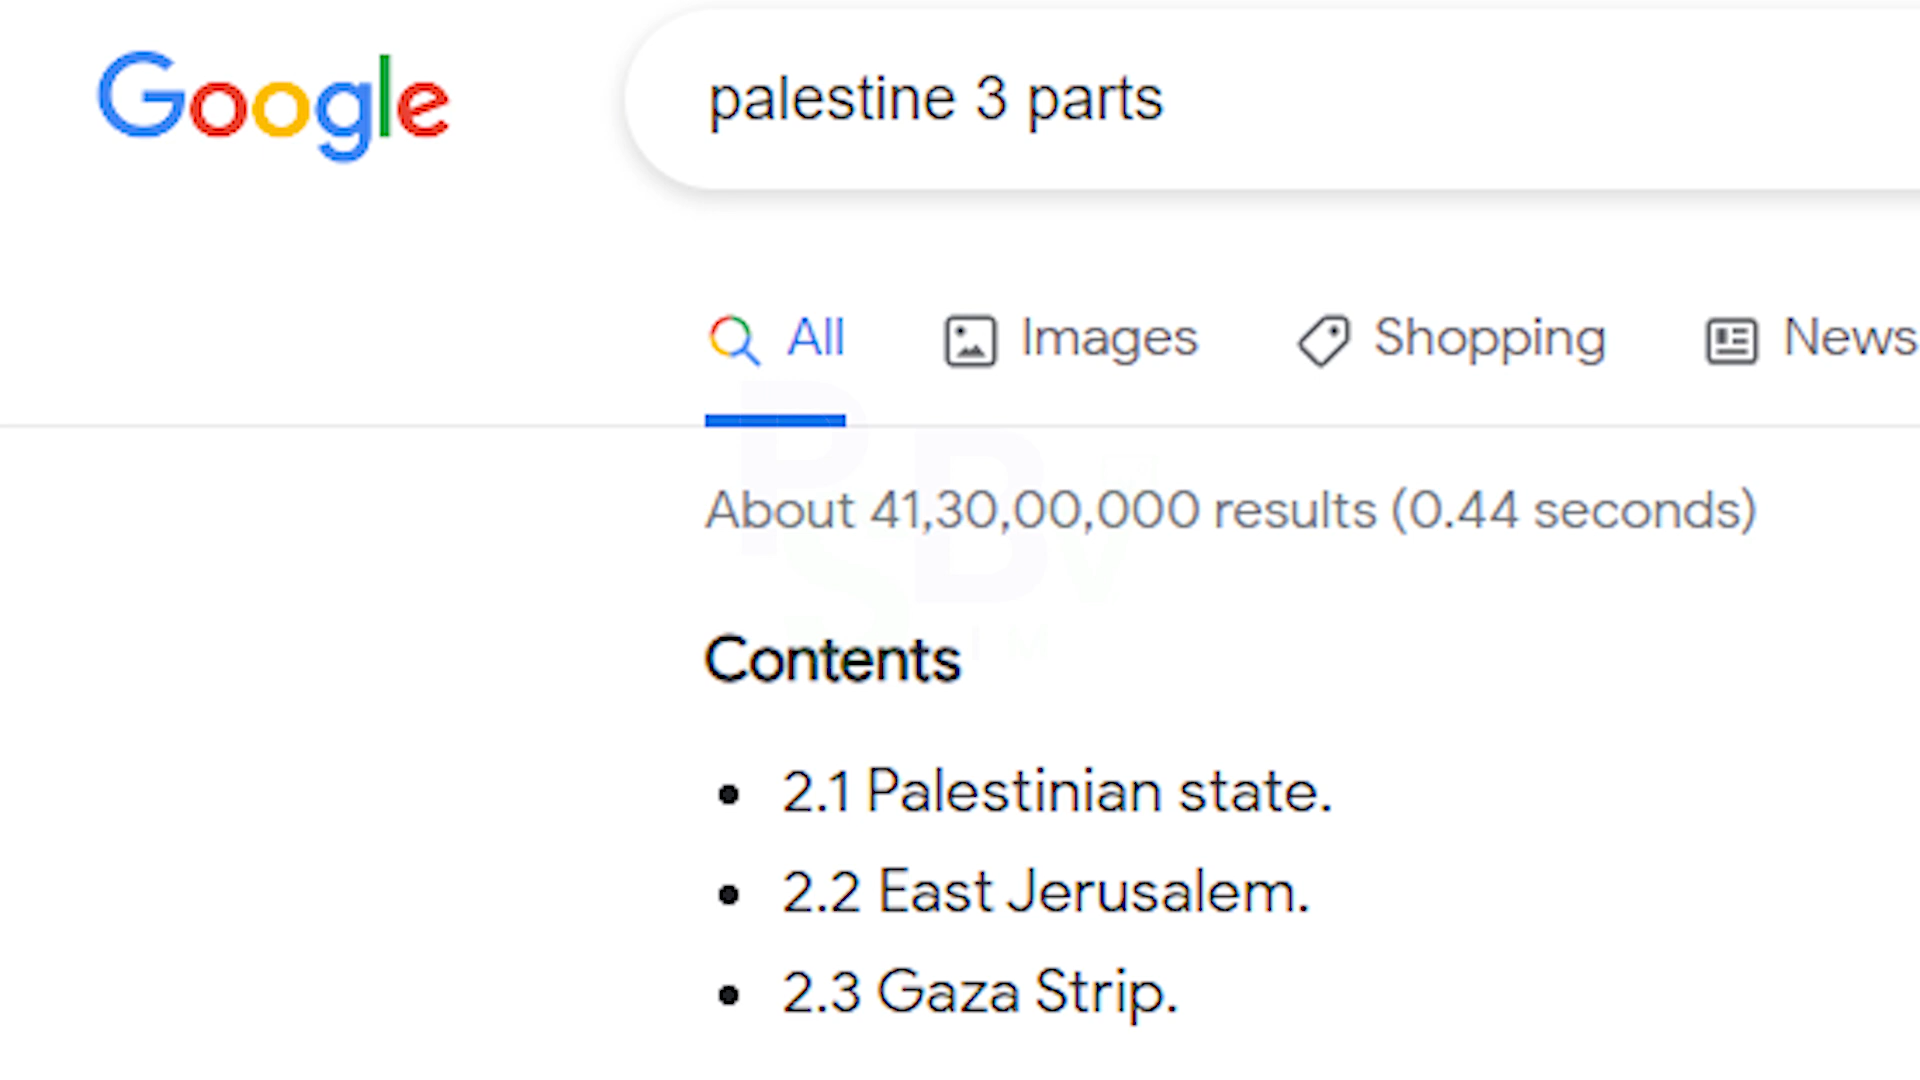 Google
palestine 3 parts
All Images Shopping News
About 41,30,00,000 results (0.44 seconds)
Contents
• 2.1 Palestinian state.
• 2.2 East Jerusalem.
• 2.3 Gaza Strip.